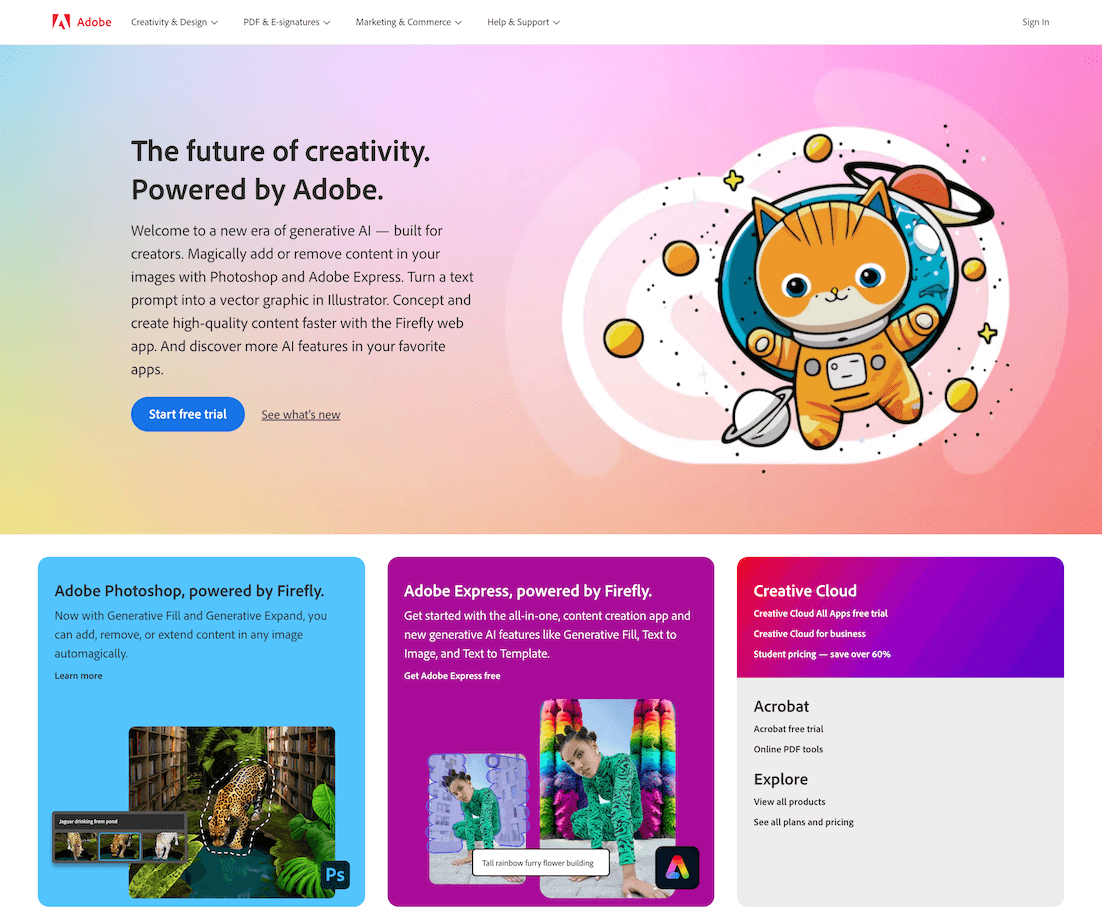 Adobe
Creativity & Design
PDF & E-signatures
Marketing & Commerce
Help & Support
Sign In
The future of creativity.
Powered by Adobe.
Welcome to a new era of generative AI — built for
creators. Magically add or remove content in your
images with Photoshop and Adobe Express. Turn a text
prompt into a vector graphic in Illustrator. Concept and
create high-quality content faster with the Firefly web
app. And discover more AI features in your favorite
apps.
Start free trial
See what's new
Adobe Photoshop, powered by Firefly.
Now with Generative Fill and Generative Expand, you
can add, remove, or extend content in any image
automagically.
Learn more
Jaguar drinking from pond
Ps
Adobe Express, powered by Firefly.
Get started with the all-in-one, content creation app and
new generative AI features like Generative Fill, Text to
Image, and Text to Template.
Get Adobe Express free
Tall rainbow furry flower building
Creative Cloud
Creative Cloud All Apps free trial
Creative Cloud for business
Student pricing — save over 60%
Acrobat
Acrobat free trial
Online PDF tools
Explore
View all products
See all plans and pricing